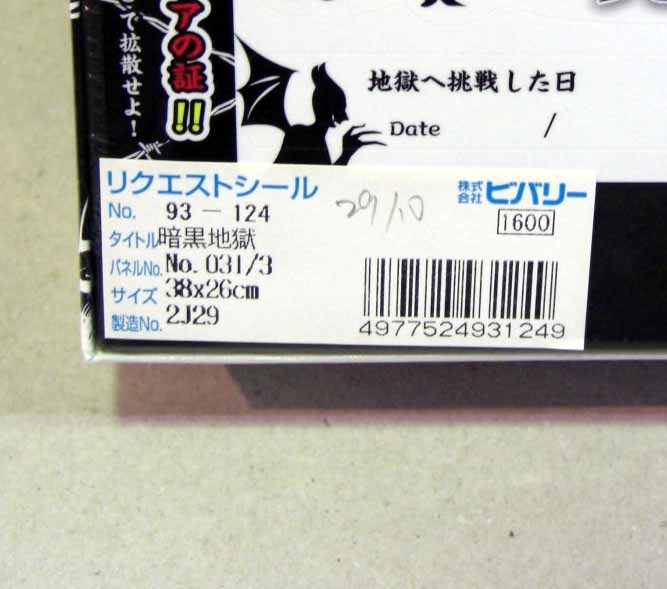 アの証!!
で拡散せよ!
地獄へ挑戦した日
Date /
リクエストシール
株式会社 ビバリー
No. 93 - 124
29/10
1600
タイトル 暗黒地獄
パネルNo. No. 031/3
サイズ 38x26cm
製造No. 2J29
4977524931249